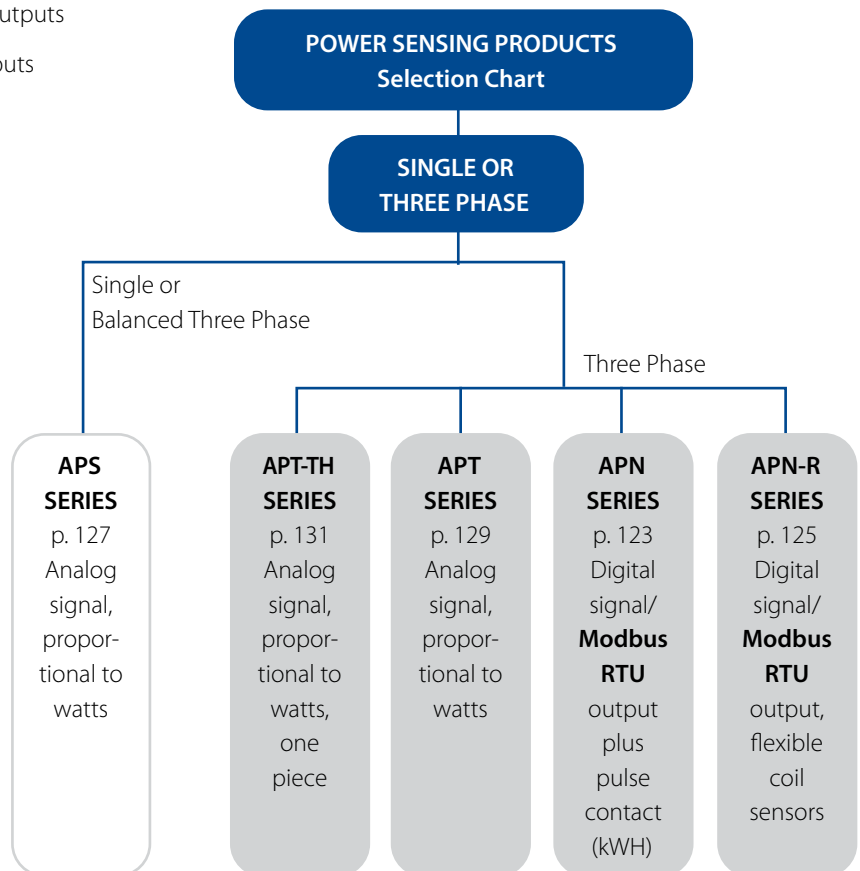 POWER SENSING PRODUCTS
Selection Chart
SINGLE OR
THREE PHASE
Single or
Balanced Three Phase
Three Phase
APS
SERIES
p. 127
Analog
signal,
propor-
tional to
watts
APT-TH
SERIES
p. 131
Analog
signal,
propor-
tional to
watts,
one
piece
APT
SERIES
p. 129
Analog
signal,
propor-
tional to
watts
APN
SERIES
p. 123
Digital
signal/
Modbus
RTU
output
plus
pulse
contact
(kWH)
APN-R
SERIES
p. 125
Digital
signal/
Modbus
RTU
output,
flexible
coil
sensors